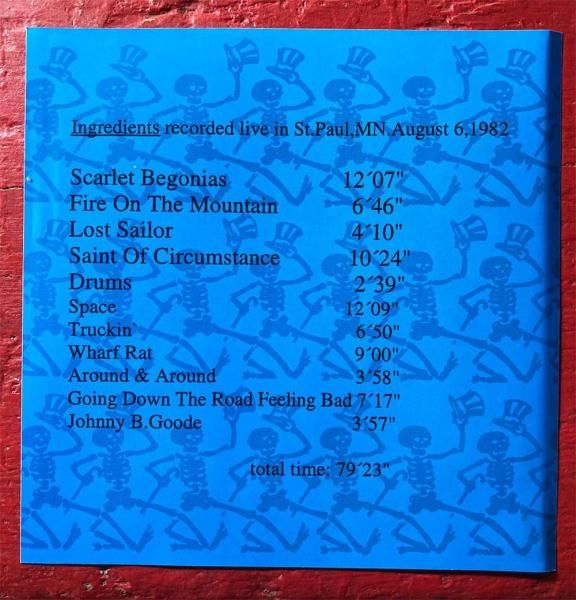 Ingredients recorded live in St.Paul,MN.August 6,1982
Scarlet Begonias 12´07"
Fire On The Mountain 6´46"
Lost Sailor 4´10"
Saint Of Circumstance 10´24"
Drums 2´39"
Space 12´09"
Truckin` 6´50"
Wharf Rat 9´00"
Around & Around 3´58"
Going Down The Road Feeling Bad 7´17"
Johnny B.Goode 3´57"
total time: 79´23"